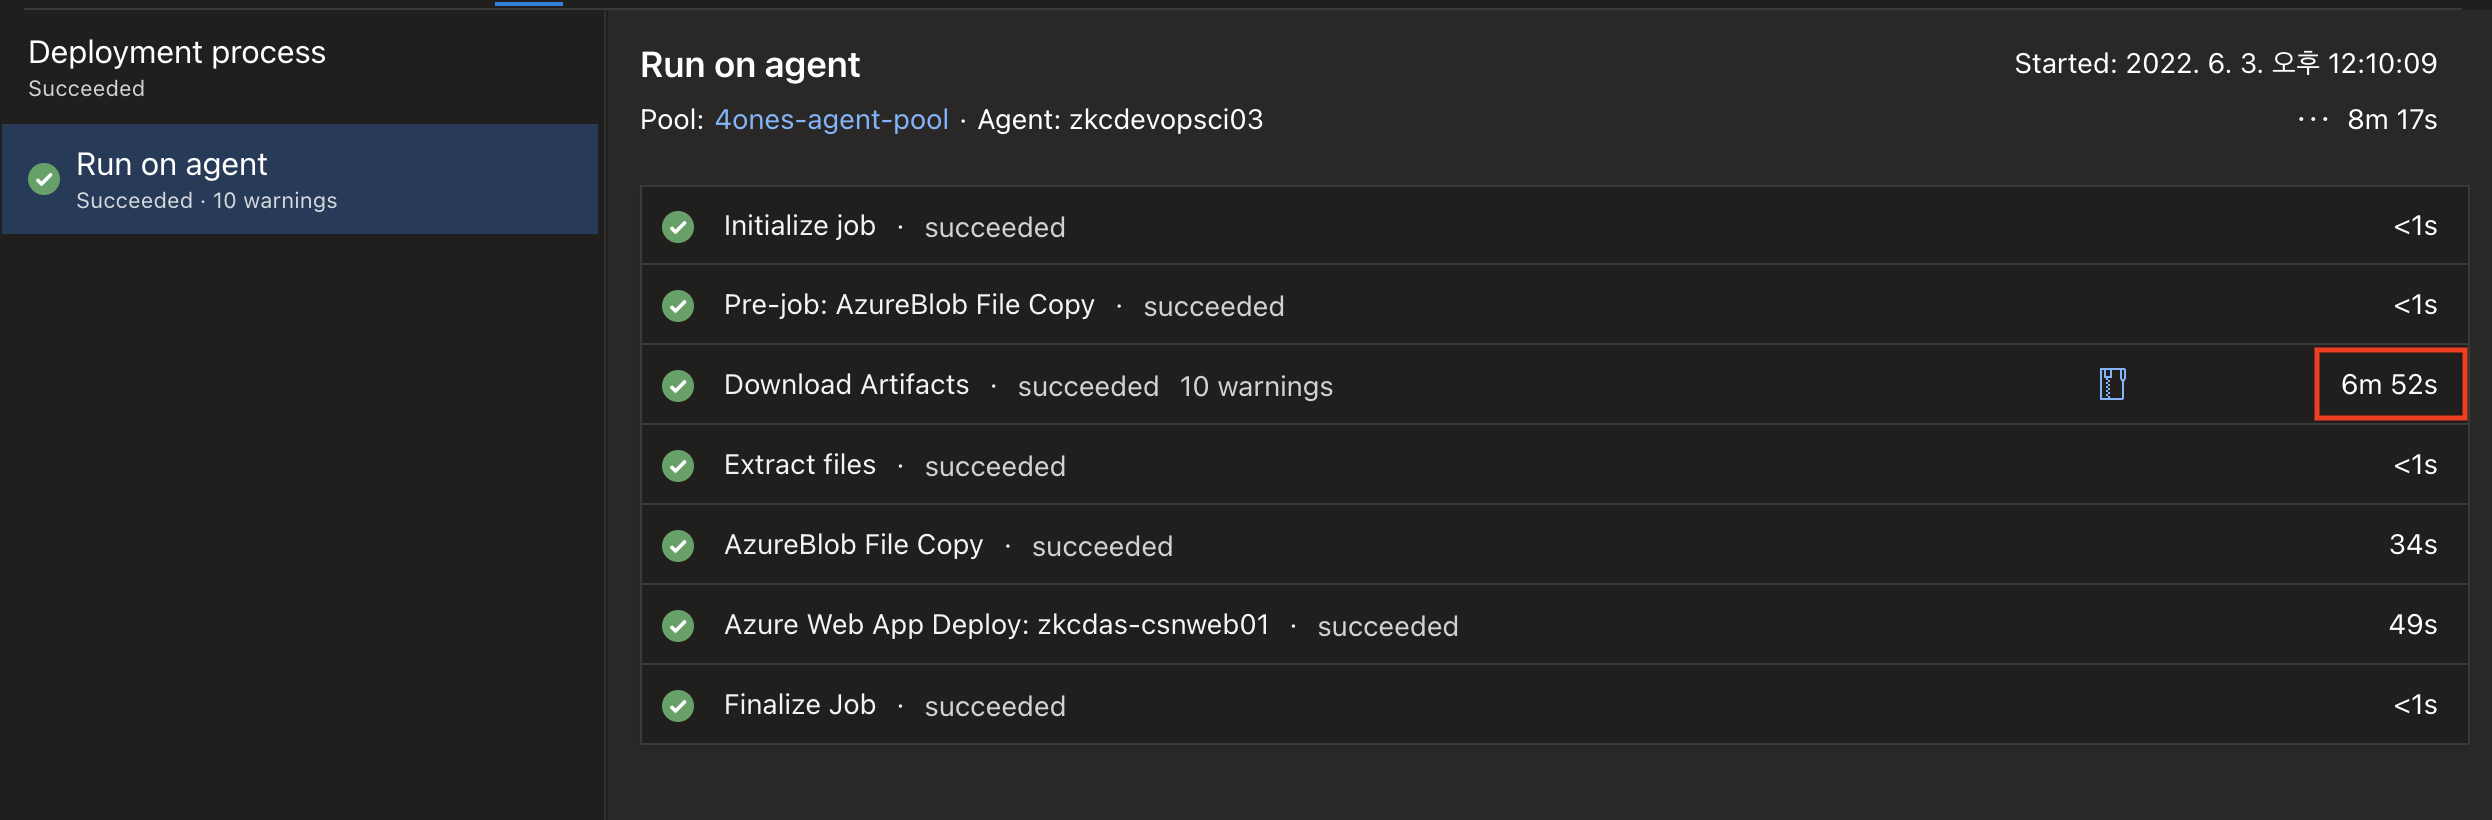 Deployment process
Succeeded
Run on agent
Succeeded · 10 warnings
Run on agent
Started: 2022. 6. 3. 오후 12:10:09
Pool: 4ones-agent-pool · Agent: zkcdevopsci03
··· 8m 17s
Initialize job · succeeded <1s
Pre-job: AzureBlob File Copy · succeeded <1s
Download Artifacts · succeeded 10 warnings 6m 52s
Extract files · succeeded <1s
AzureBlob File Copy · succeeded 34s
Azure Web App Deploy: zkcdas-csnweb01 · succeeded 49s
Finalize Job · succeeded <1s